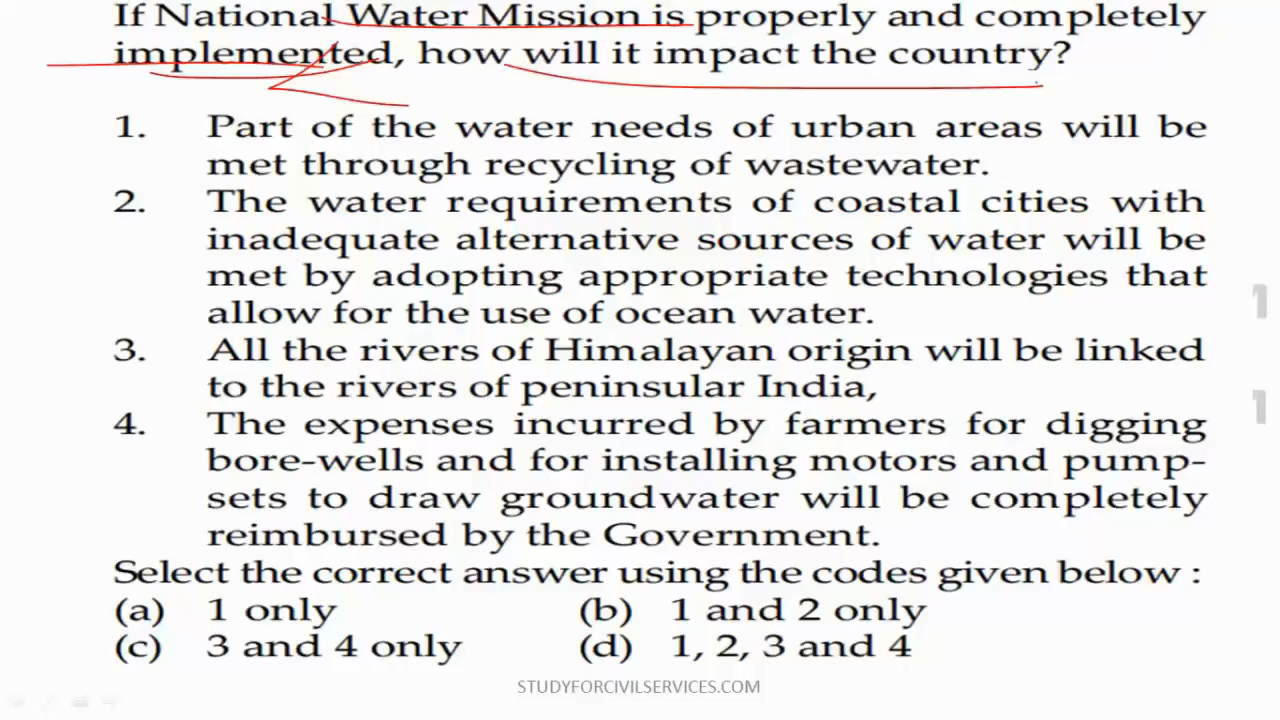 If National Water Mission is properly and completely
implemented, how will it impact the country?
1. Part of the water needs of urban areas will be
met through recycling of wastewater.
2. The water requirements of coastal cities with
inadequate alternative sources of water will be
met by adopting appropriate technologies that
allow for the use of ocean water.
3. All the rivers of Himalayan origin will be linked
to the rivers of peninsular India,
4. The expenses incurred by farmers for digging
bore-wells and for installing motors and pump-
sets to draw groundwater will be completely
reimbursed by the Government.
Select the correct answer using the codes given below :
(a) 1 only (b) 1 and 2 only
(c) 3 and 4 only (d) 1, 2, 3 and 4
STUDYFORCIVILSERVICES.COM
1
1